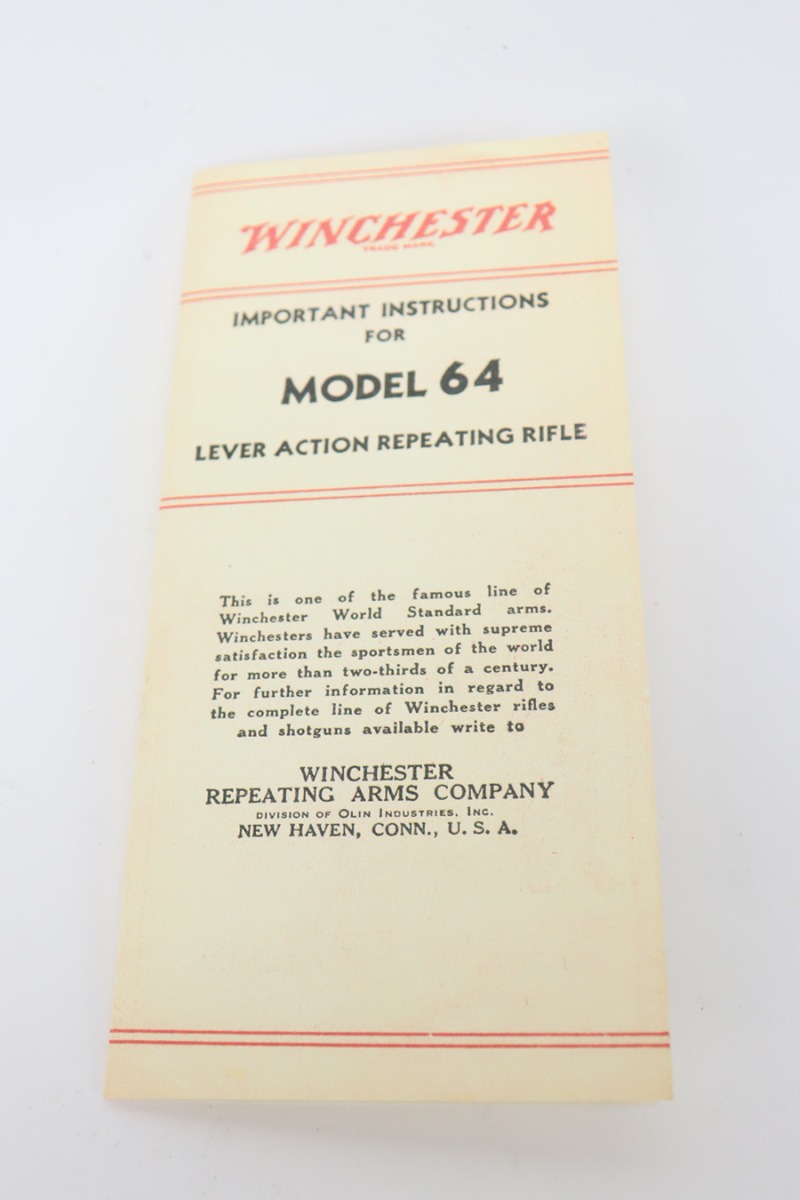 WINCHESTER
TRADE MARK
IMPORTANT INSTRUCTIONS
FOR
MODEL 64
LEVER ACTION REPEATING RIFLE
This is one of the famous line of
Winchester World Standard arms.
Winchesters have served with supreme
satisfaction the sportsmen of the world
for more than two-thirds of a century.
For further information in regard to
the complete line of Winchester rifles
and shotguns available write to
WINCHESTER
REPEATING ARMS COMPANY
DIVISION OF OLIN INDUSTRIES, INC.
NEW HAVEN, CONN., U. S. A.